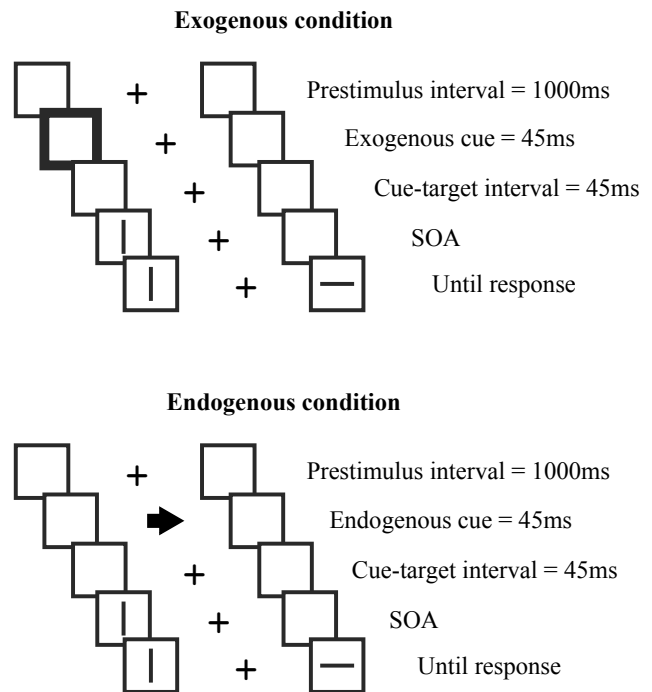 Exogenous condition
Prestimulus interval = 1000ms
Exogenous cue = 45ms
Cue-target interval = 45ms
SOA
Until response
Endogenous condition
Prestimulus interval = 1000ms
Endogenous cue = 45ms
Cue-target interval = 45ms
SOA
Until response